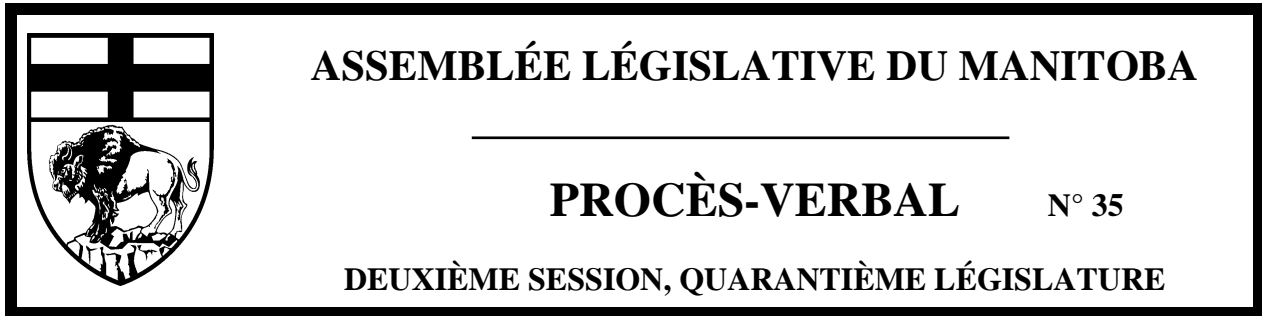 ASSEMBLÉE LÉGISLATIVE DU MANITOBA
PROCÈS-VERBAL N° 35
DEUXIÈME SESSION, QUARANTIÈME LÉGISLATURE